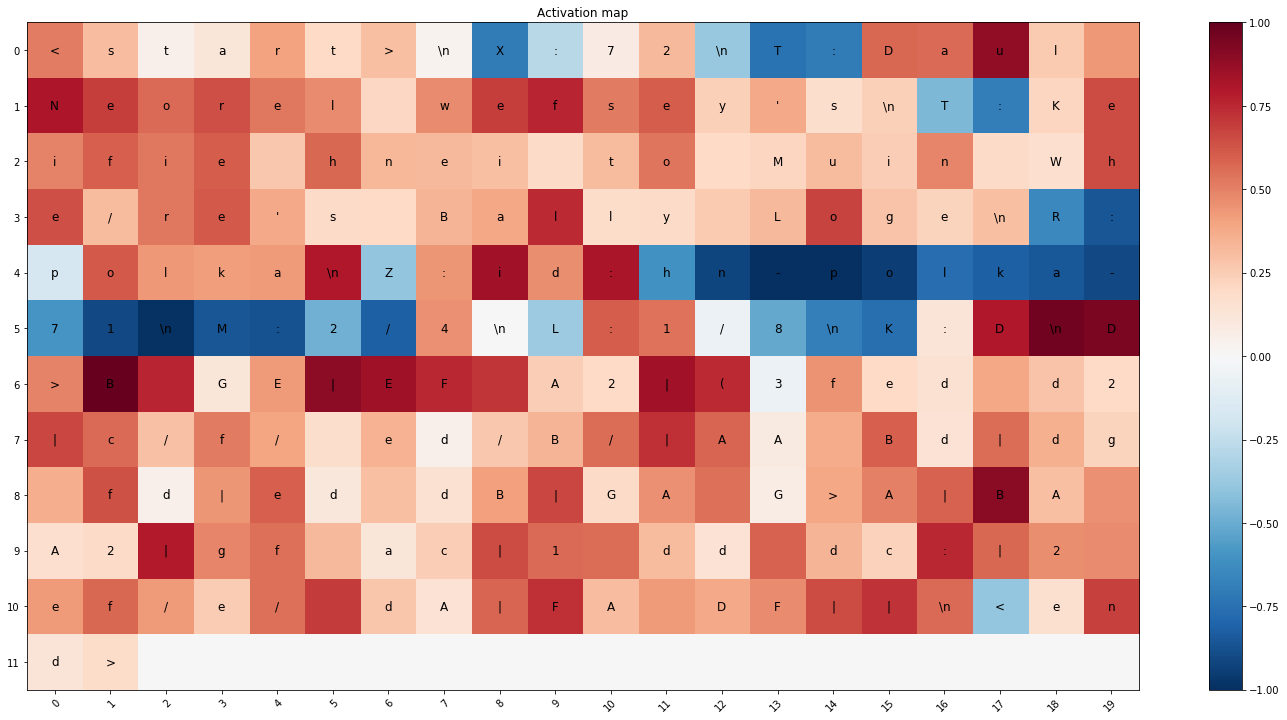 Activation map
0 < s t a r t > \n X : 7 2 \n T : D a u l
1 N e o r e l w e f s e y ' s \n T : K e
2 i f i e h n e i t o M u i n W h
3 e / r e ' s B a l l y L o g e \n R :
4 p o l k a \n Z : i d : h n - p o l k a -
5 7 1 \n M : 2 / 4 \n L : 1 / 8 \n K : D \n D
6 > B G E | E F A 2 | ( 3 f e d d 2
7 | c / f / e d / B / | A A B d | d g
8 f d | e d d B | G A G > A | B A
9 A 2 | g f a c | 1 d d d c : | 2
10 e f / e / d A | F A D F | | \n < e n
11 d >
0 1 2 3 4 5 6 7 8 9 10 11 12 13 14 15 16 17 18 19
1.00
0.75
0.50
0.25
0.00
−0.25
−0.50
−0.75
−1.00